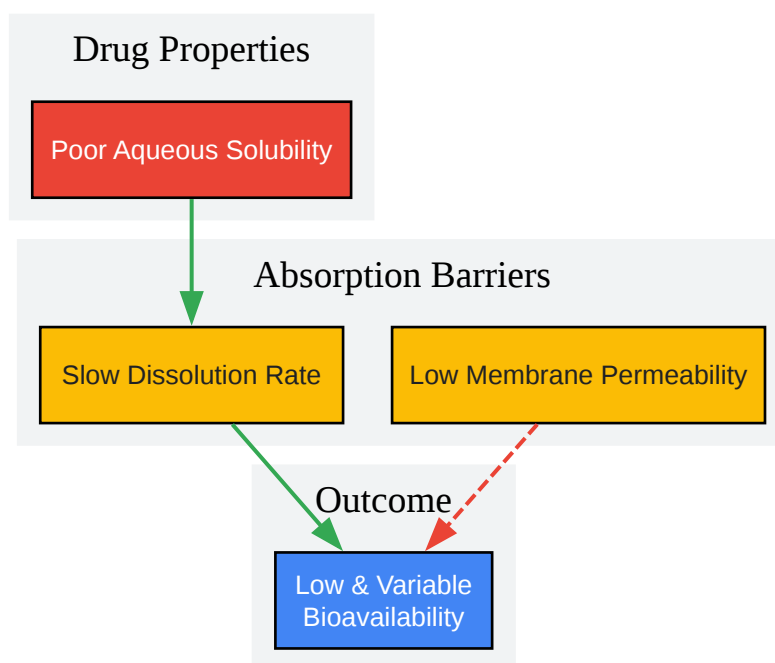 Drug Properties
Poor Aqueous Solubility
Absorption Barriers
Slow Dissolution Rate
Low Membrane Permeability
Outcome
Low & Variable
Bioavailability